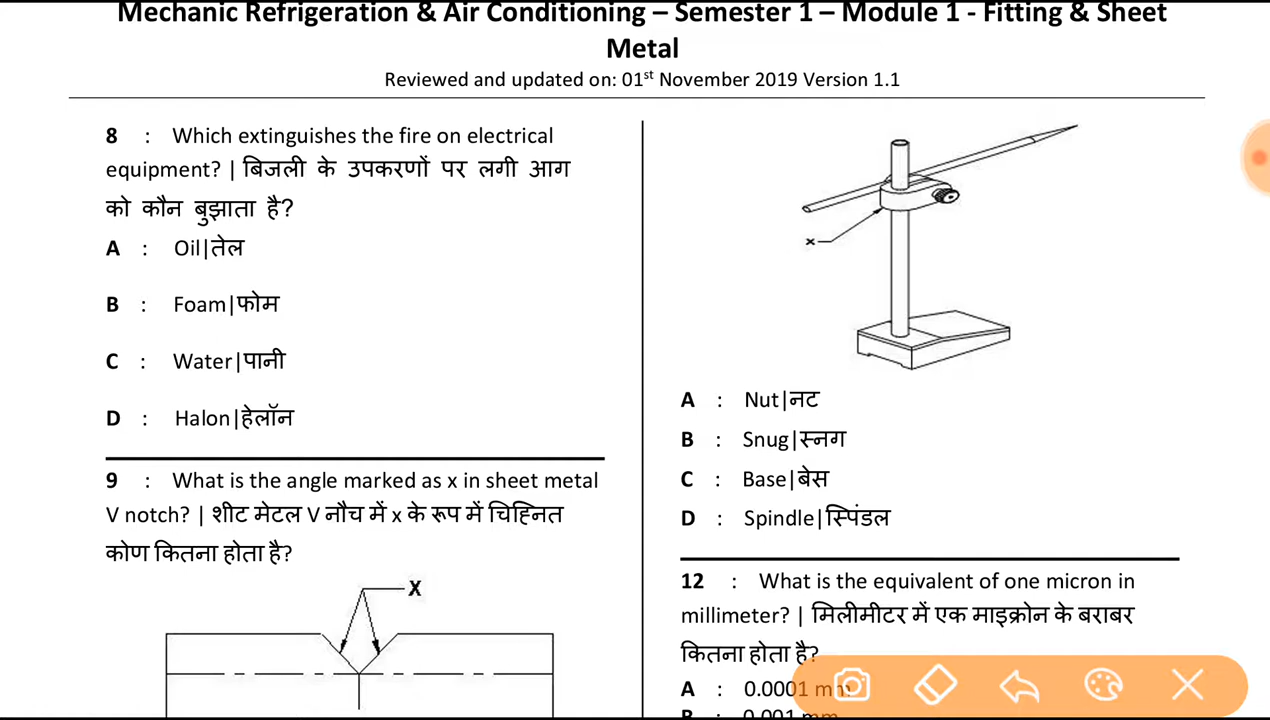 Mechanic Refrigeration & Air Conditioning – Semester 1 – Module 1 - Fitting & Sheet
Metal
Reviewed and updated on: 01st November 2019 Version 1.1
8 : Which extinguishes the fire on electrical
equipment? | बिजली के उपकरणों पर लगी आग
को कौन बुझाता है?
A : Oil|तेल
B : Foam|फोम
C : Water|पानी
D : Halon|हेलॉन
9 : What is the angle marked as x in sheet metal
V notch? | शीट मेटल V नौच में x के रूप में चिह्नित
कोण कितना होता है?
X
x
A : Nut|नट
B : Snug|स्नग
C : Base|बेस
D : Spindle|स्पिंडल
12 : What is the equivalent of one micron in
millimeter? | मिलीमीटर में एक माइक्रोन के बराबर
कितना होता है?
A : 0.0001 mm
B : 0.001 mm